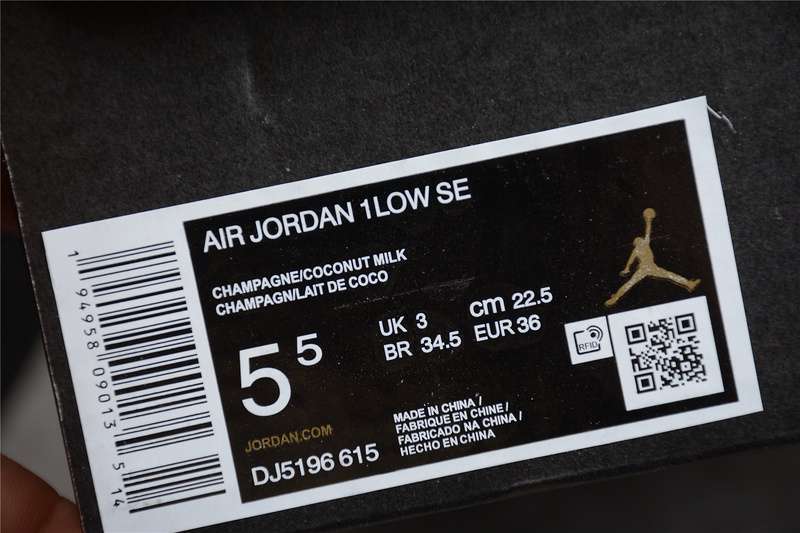 AIR JORDAN 1LOW SE
CHAMPAGNE/COCONUT MILK
CHAMPAGN/LAIT DE COCO
5 5
UK 3
BR 34.5
cm 22.5
EUR 36
RFID
JORDAN.COM
DJ5196 615
MADE IN CHINA /
FABRIQUE EN CHINE /
FABRICADO NA CHINA /
HECHO EN CHINA
1 94958 09013 5 14